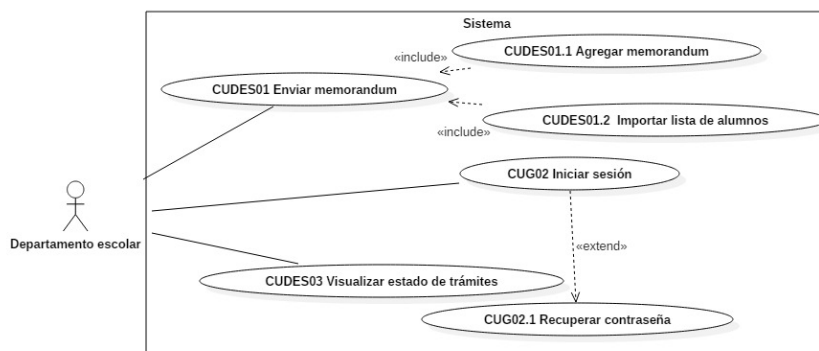 Sistema
CUDES01.1 Agregar memorandum
«include»
CUDES01 Enviar memorandum
CUDES01.2 Importar lista de alumnos
«include»
CUG02 Iniciar sesión
Departamento escolar
«extend»
CUDES03 Visualizar estado de trámites
CUG02.1 Recuperar contraseña